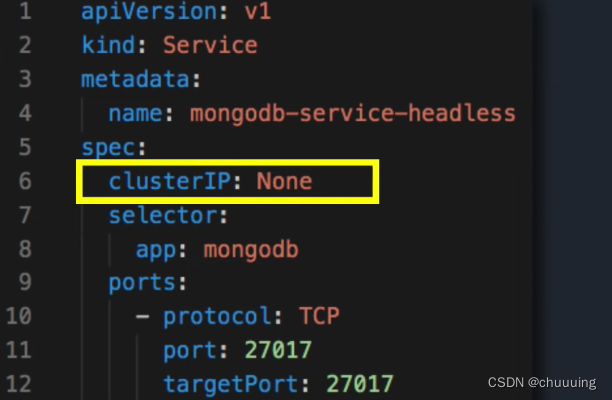 1 apiVersion: v1
2 kind: Service
3 metadata:
4 name: mongodb-service-headless
5 spec:
6 clusterIP: None
7 selector:
8 app: mongodb
9 ports:
10 - protocol: TCP
11 port: 27017
12 targetPort: 27017
CSDN @chuuuing